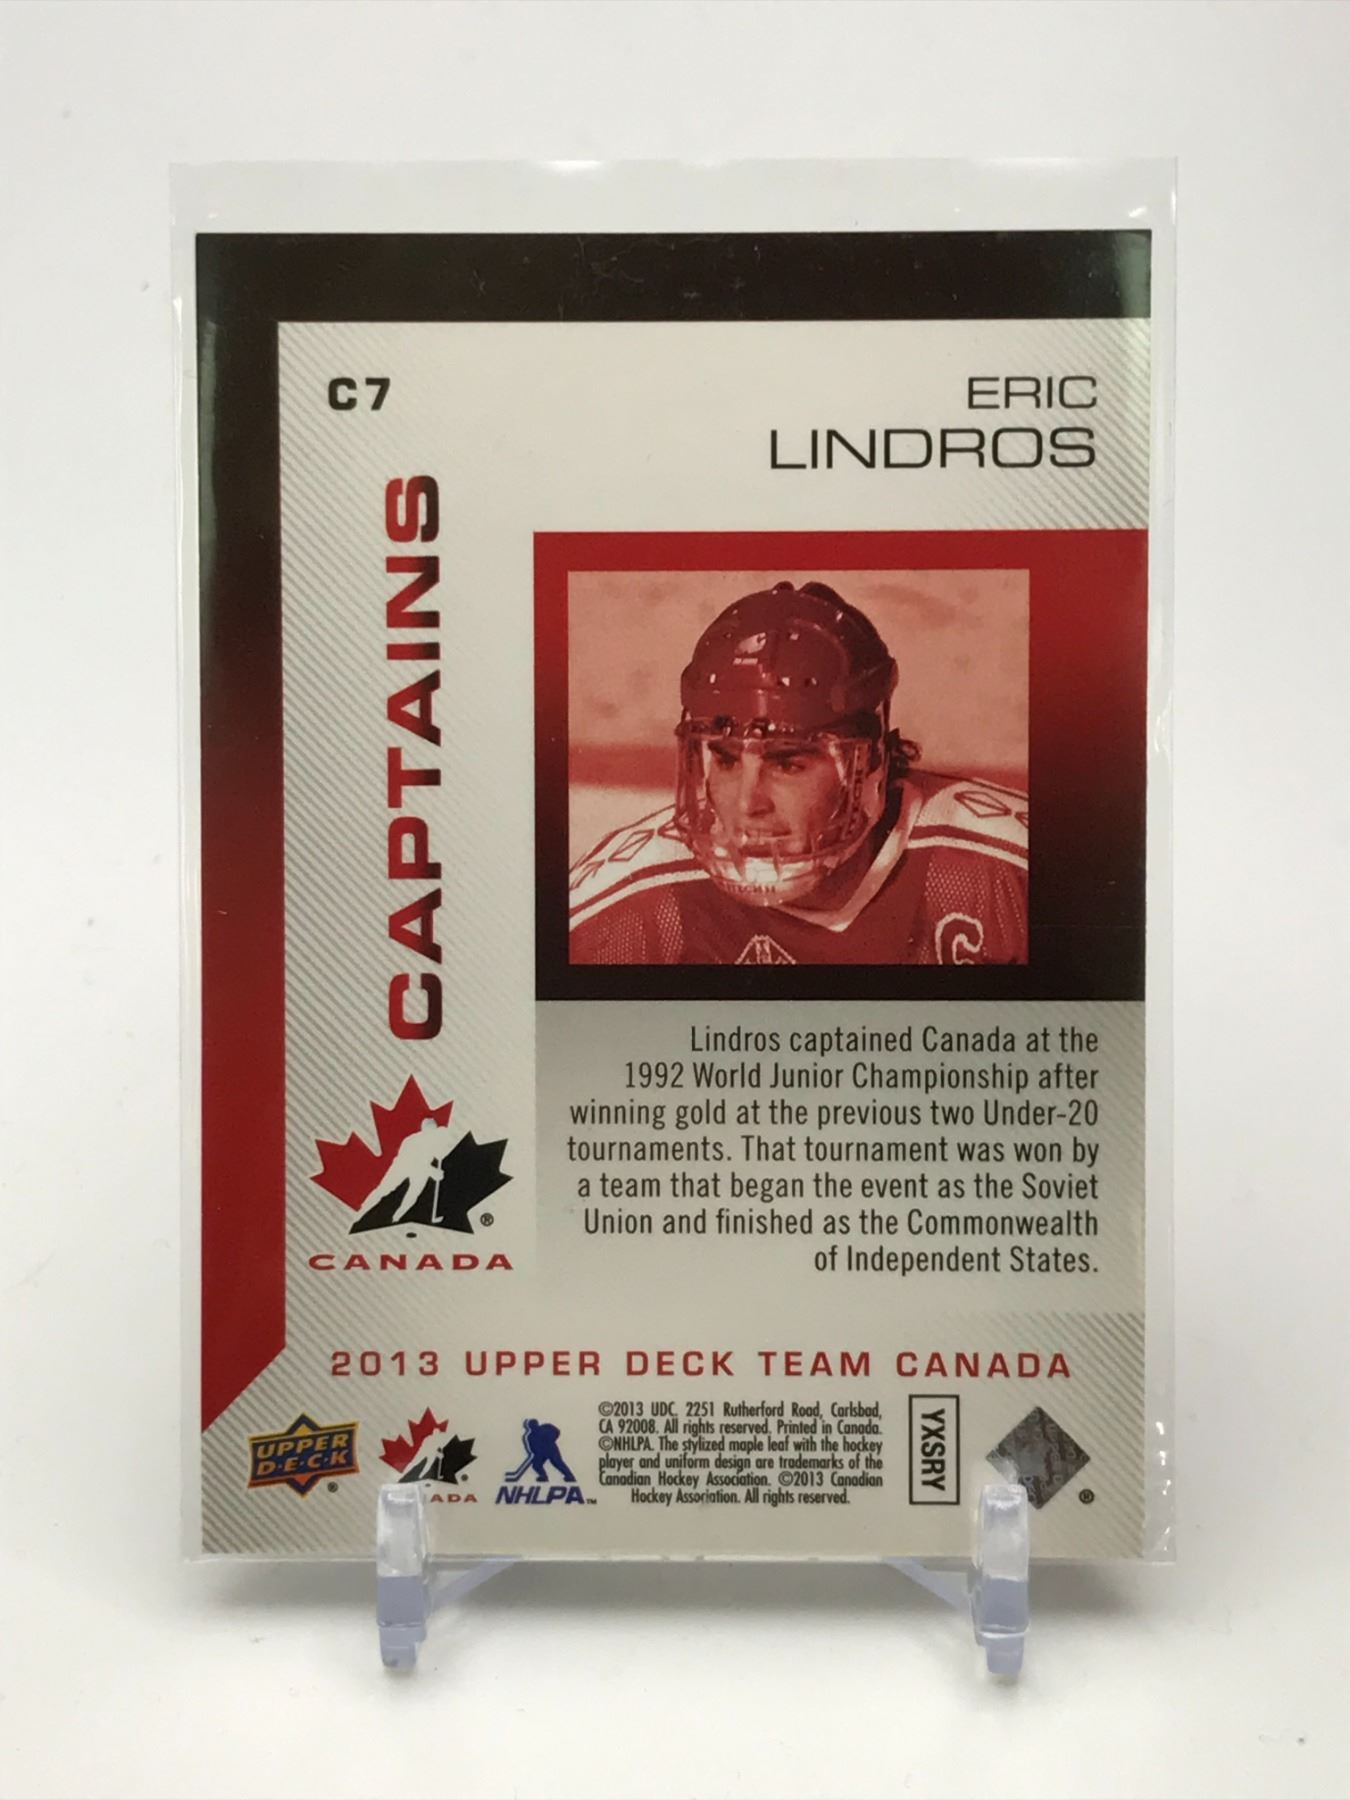 C7
ERIC
LINDROS
CAPTAINS
CANADA
Lindros captained Canada at the
1992 World Junior Championship after
winning gold at the previous two Under-20
tournaments. That tournament was won by
a team that began the event as the Soviet
Union and finished as the Commonwealth
of Independent States.
2013 UPPER DECK TEAM CANADA
UPPER
D·E·C·K
®
ADA
NHLPA™
©2013 UDC. 2251 Rutherford Road, Carlsbad,
CA 92008. All rights reserved. Printed in Canada.
©NHLPA. The stylized maple leaf with the hockey
player and uniform design are trademarks of the
Canadian Hockey Association. ©2013 Canadian
Hockey Association. All rights reserved.
YXSRY
®